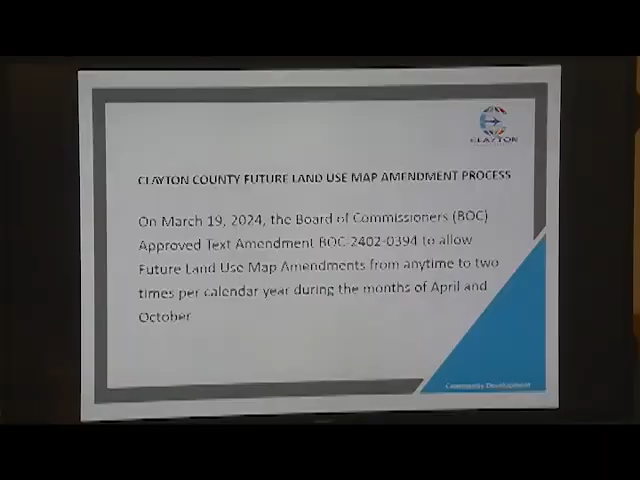 CLAYTON
CLAYTON COUNTY FUTURE LAND USE MAP AMENDMENT PROCESS
On March 19, 2024, the Board of Commissioners (BOC)
Approved Text Amendment BOC-2402-0394 to allow
Future Land Use Map Amendments from anytime to two
times per calendar year during the months of April and
October
Community Development